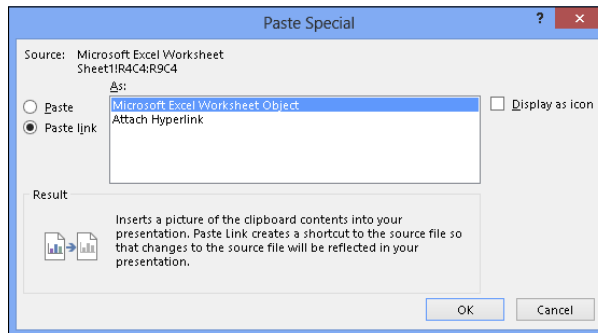 Paste Special
? ×
Source: Microsoft Excel Worksheet
Sheet1!R4C4:R9C4
As:
Paste
Paste link
Microsoft Excel Worksheet Object
Attach Hyperlink
Display as icon
Result
Inserts a picture of the clipboard contents into your
presentation. Paste Link creates a shortcut to the source file so
that changes to the source file will be reflected in your
presentation.
OK Cancel